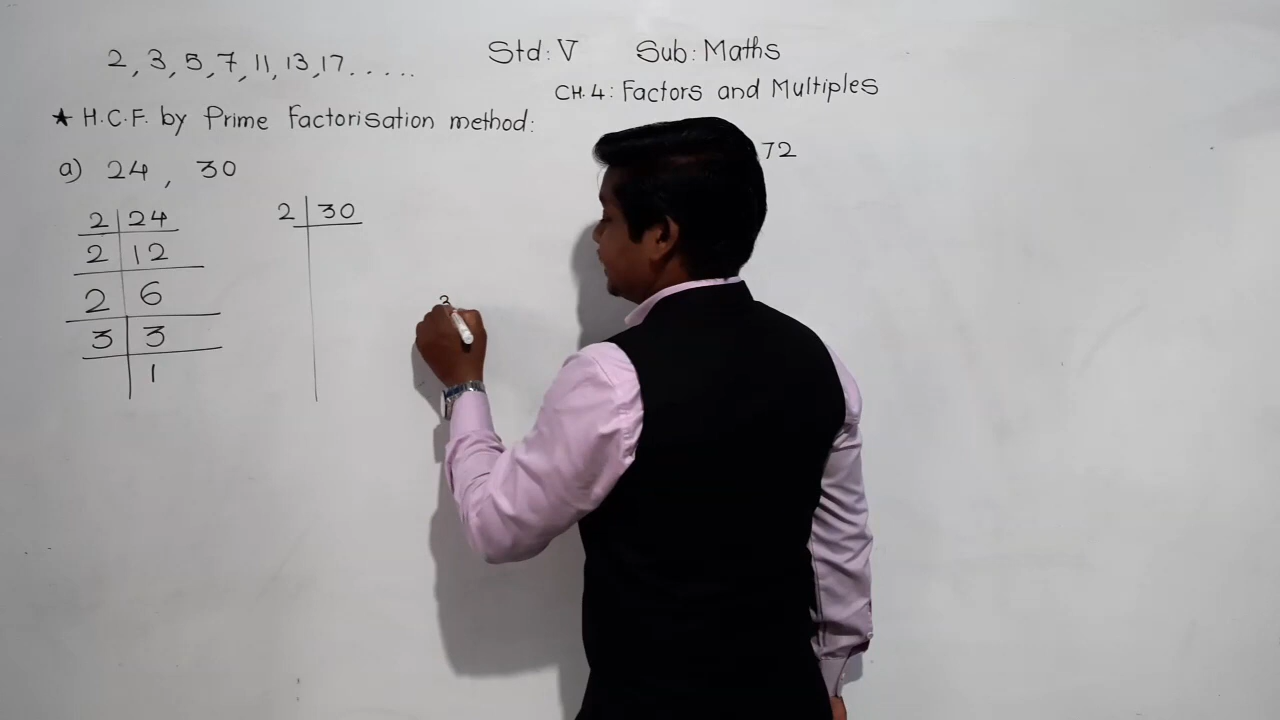 2, 3, 5, 7, 11, 13, 17.....
Std: V Sub: Maths
CH. 4: Factors and Multiples
★ H.C.F. by Prime Factorisation method:
a) 24, 30
72
2 | 24
2 | 12
2 | 6
3 | 3
| 1
2 | 30